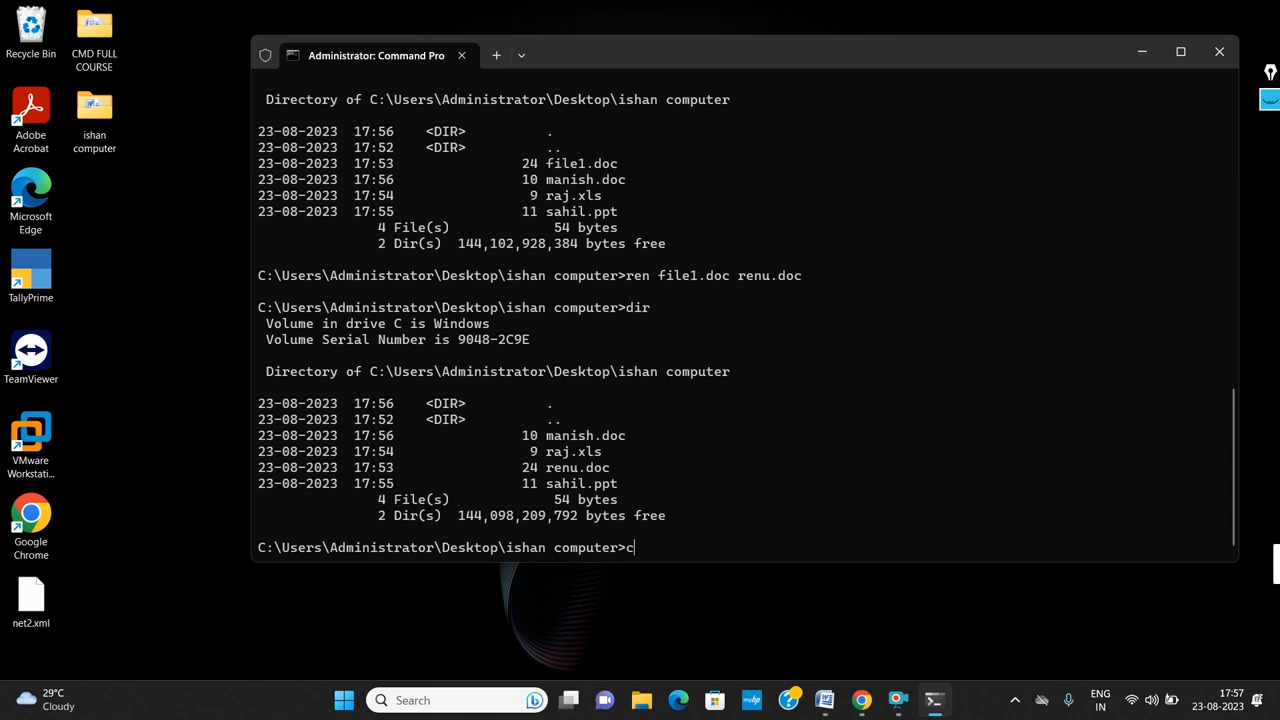 Recycle Bin
CMD FULL
COURSE
Adobe
Acrobat
ishan
computer
Microsoft
Edge
TallyPrime
TeamViewer
VMware
Workstati...
Google
Chrome
net2.xml
Administrator: Command Pro
Directory of C:\Users\Administrator\Desktop\ishan computer
23-08-2023 17:56 <DIR> .
23-08-2023 17:52 <DIR> ..
23-08-2023 17:53 24 file1.doc
23-08-2023 17:56 10 manish.doc
23-08-2023 17:54 9 raj.xls
23-08-2023 17:55 11 sahil.ppt
4 File(s) 54 bytes
2 Dir(s) 144,102,928,384 bytes free
C:\Users\Administrator\Desktop\ishan computer>ren file1.doc renu.doc
C:\Users\Administrator\Desktop\ishan computer>dir
Volume in drive C is Windows
Volume Serial Number is 9048-2C9E
Directory of C:\Users\Administrator\Desktop\ishan computer
23-08-2023 17:56 <DIR> .
23-08-2023 17:52 <DIR> ..
23-08-2023 17:56 10 manish.doc
23-08-2023 17:54 9 raj.xls
23-08-2023 17:53 24 renu.doc
23-08-2023 17:55 11 sahil.ppt
4 File(s) 54 bytes
2 Dir(s) 144,098,209,792 bytes free
C:\Users\Administrator\Desktop\ishan computer>c
29°C
Cloudy
Search
myhp
ENG
IN
17:57
23-08-2023